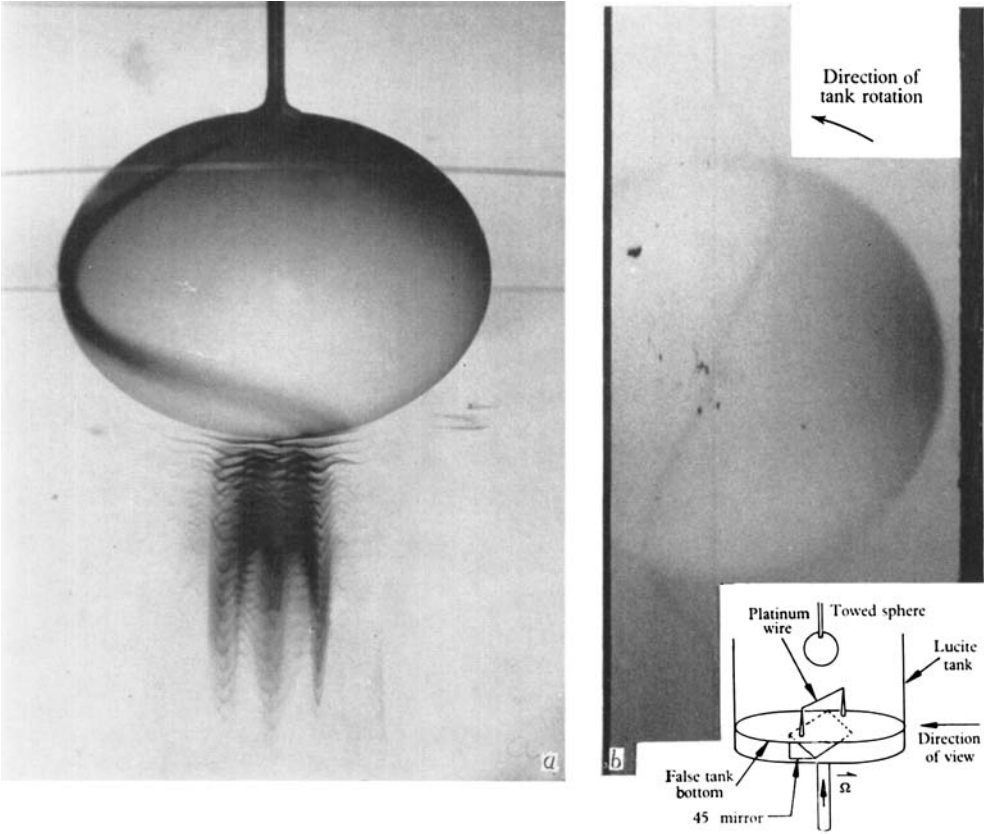 a
b
Direction of
tank rotation
Platinum
wire
Towed sphere
Lucite
tank
Direction
of view
False tank
bottom
45 mirror
Ω